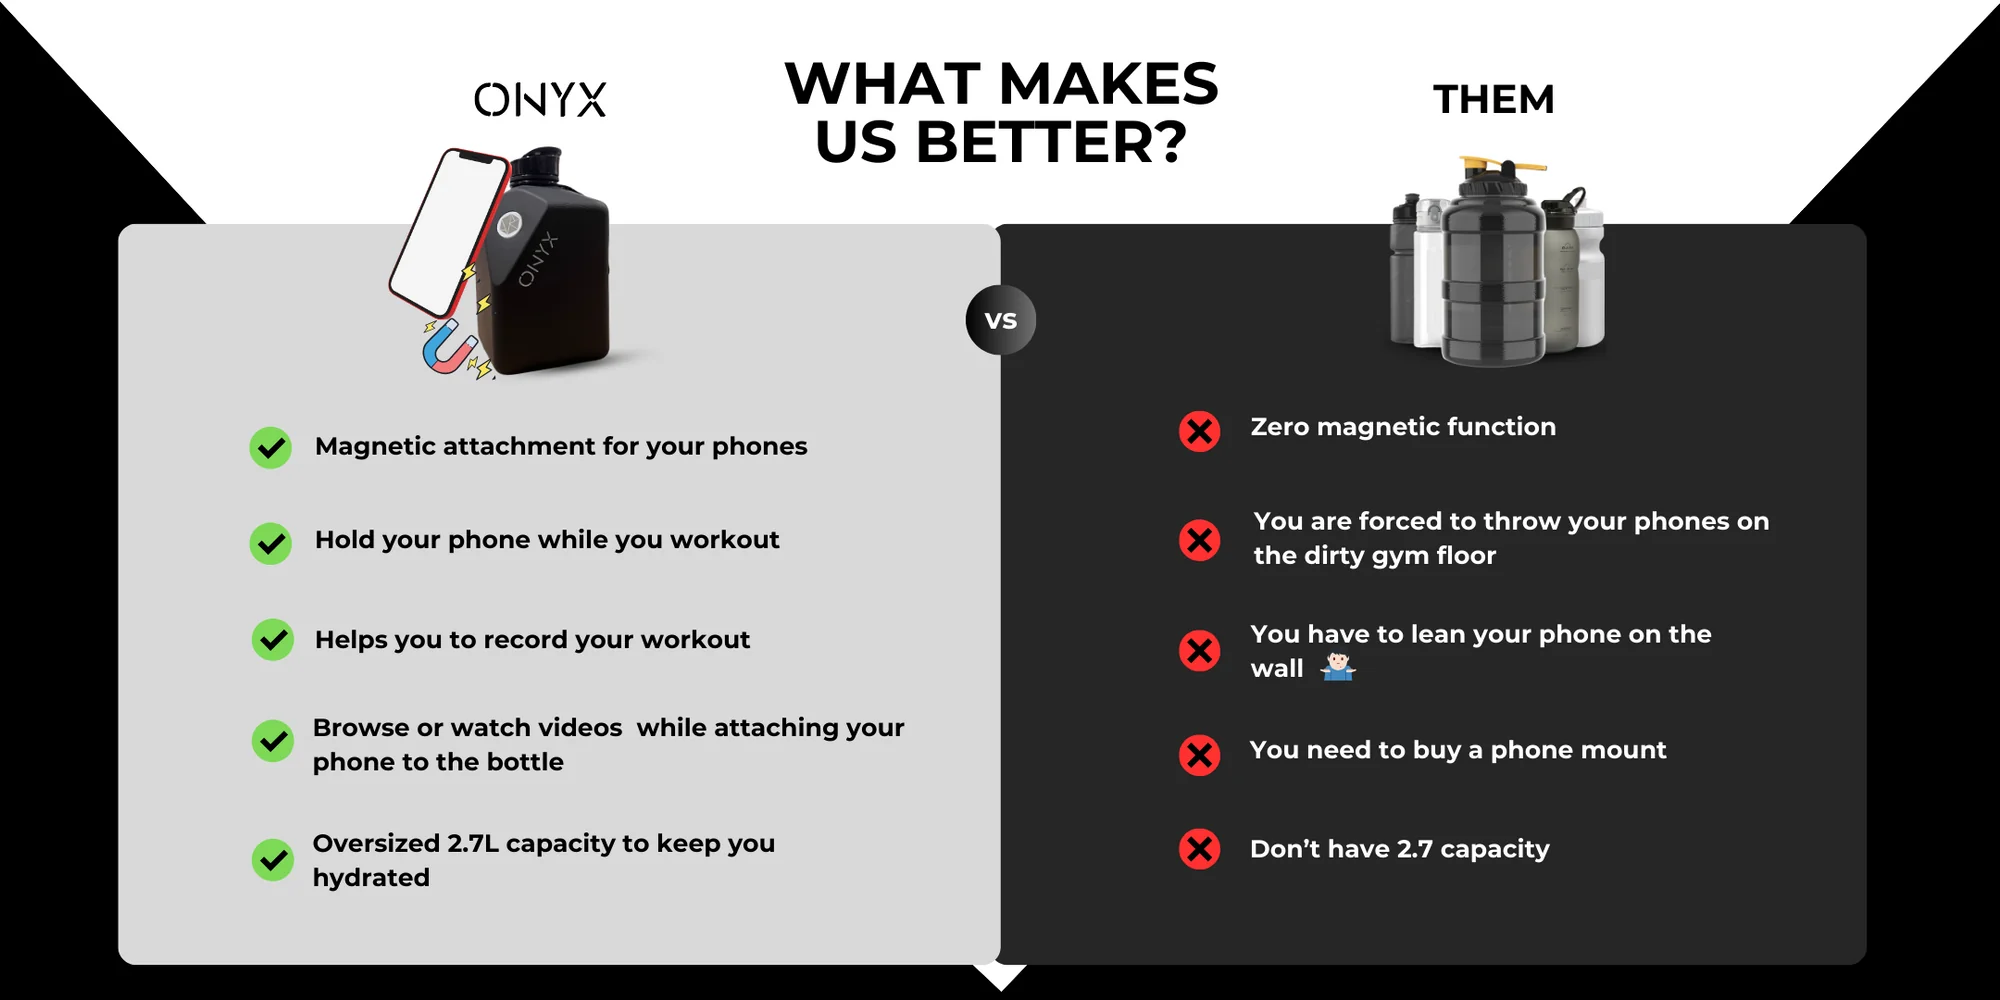 ONYX
WHAT MAKES
US BETTER?
THEM
ONYX
VS
Magnetic attachment for your phones
Hold your phone while you workout
Helps you to record your workout
Browse or watch videos  while attaching your
phone to the bottle
Oversized 2.7L capacity to keep you
hydrated
Zero magnetic function
You are forced to throw your phones on
the dirty gym floor
You have to lean your phone on the
wall 🤷🏻‍♂️
You need to buy a phone mount
Don’t have 2.7 capacity